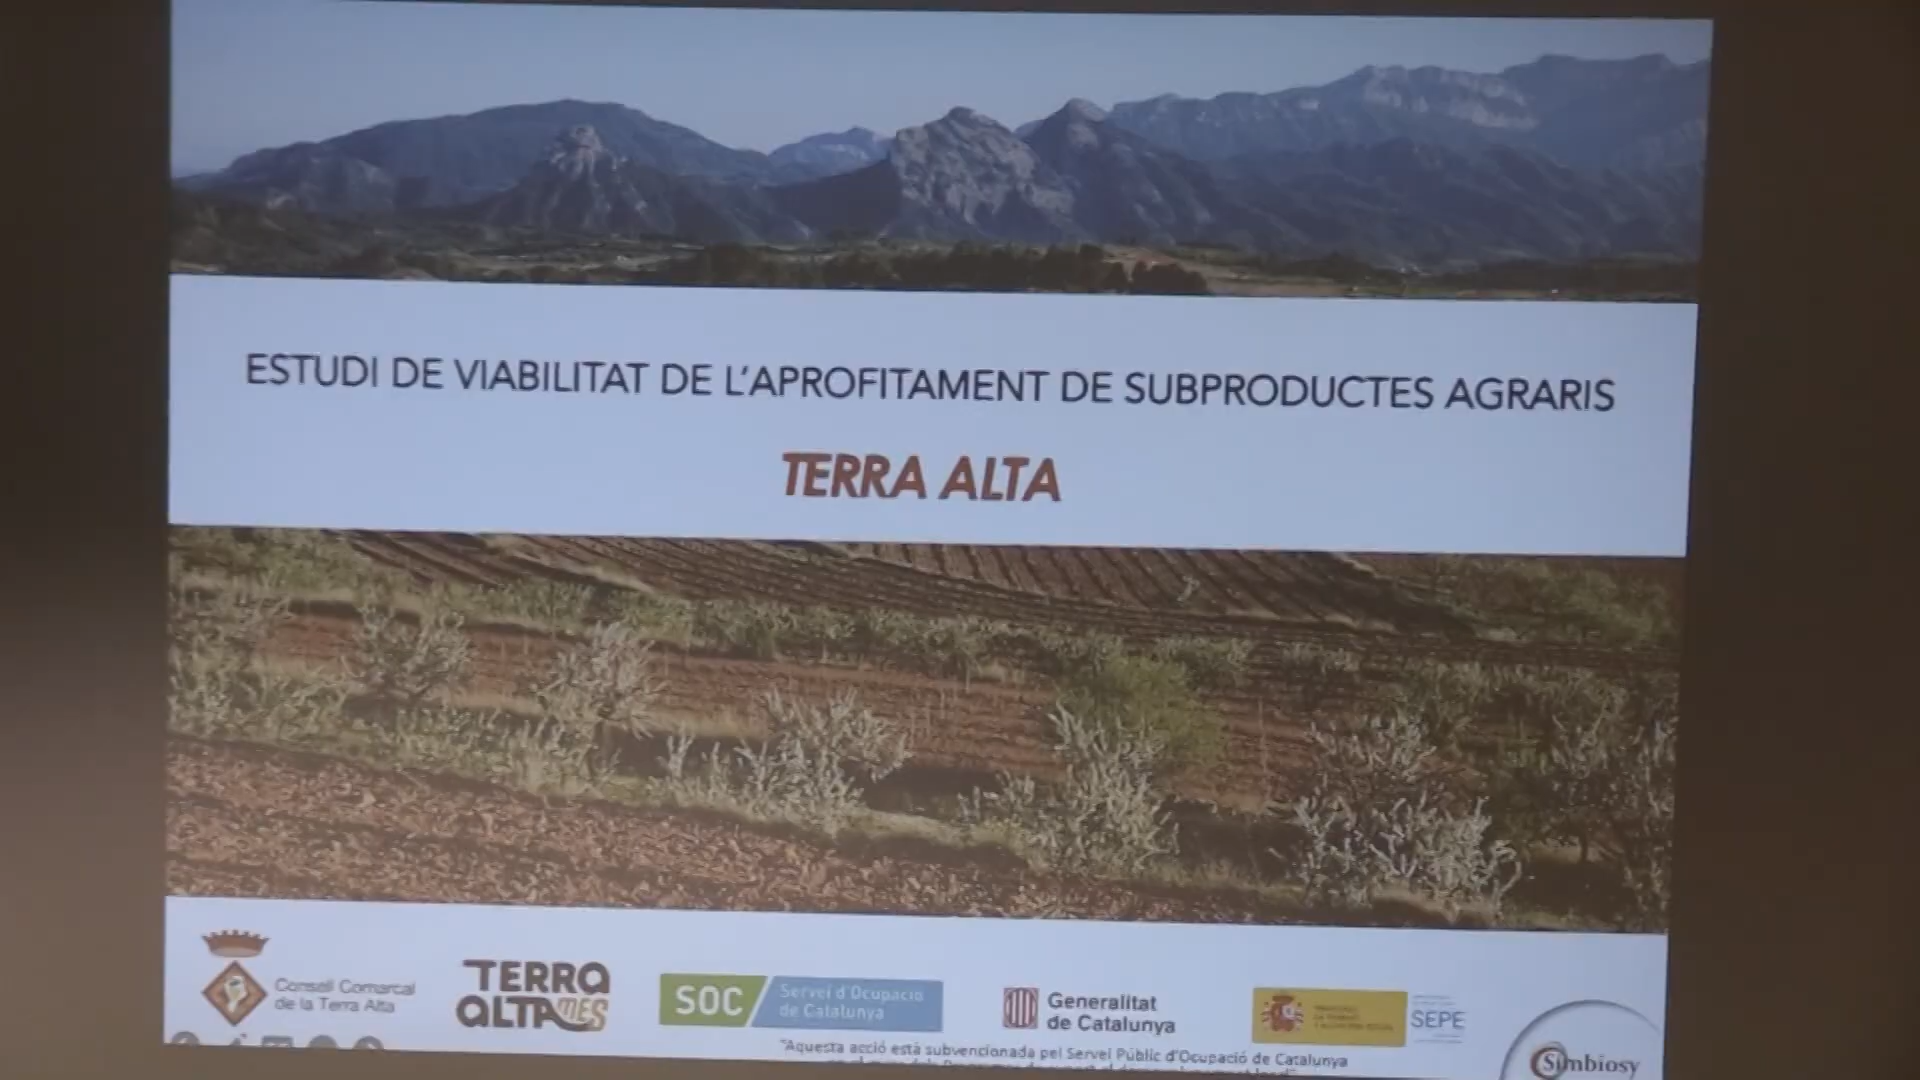 ESTUDI DE VIABILITAT DE L'APROFITAMENT DE SUBPRODUCTES AGRARIS
TERRA ALTA
Consell Comarcal
de la Terra Alta
TERRA
ALTA MES
SOC
Servei d'Ocupació
de Catalunya
Generalitat
de Catalunya
SEPE
Simbiosy
"Aquesta acció està subvencionada pel Servei Públic d'Ocupació de Catalunya